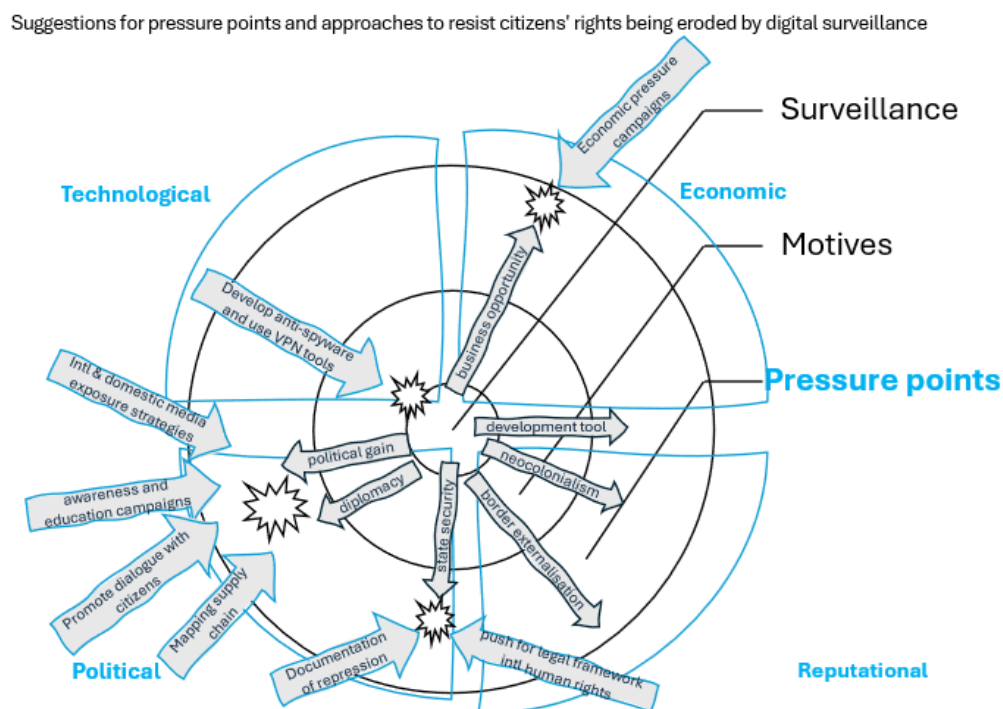 Suggestions for pressure points and approaches to resist citizens' rights being eroded by digital surveillance
Economic pressure
campaigns
Surveillance
Technological
Economic
Motives
business opportunity
Develop anti-spyware
and use VPN tools
Intl & domestic media
exposure strategies
Pressure points
development tool
political gain
neocolonialism
diplomacy
state security
border externalisation
awareness and
education campaigns
Promote dialogue with
citizens
Mapping supply
chain
Documentation
of repression
push for legal framework
intl human rights
Political
Reputational